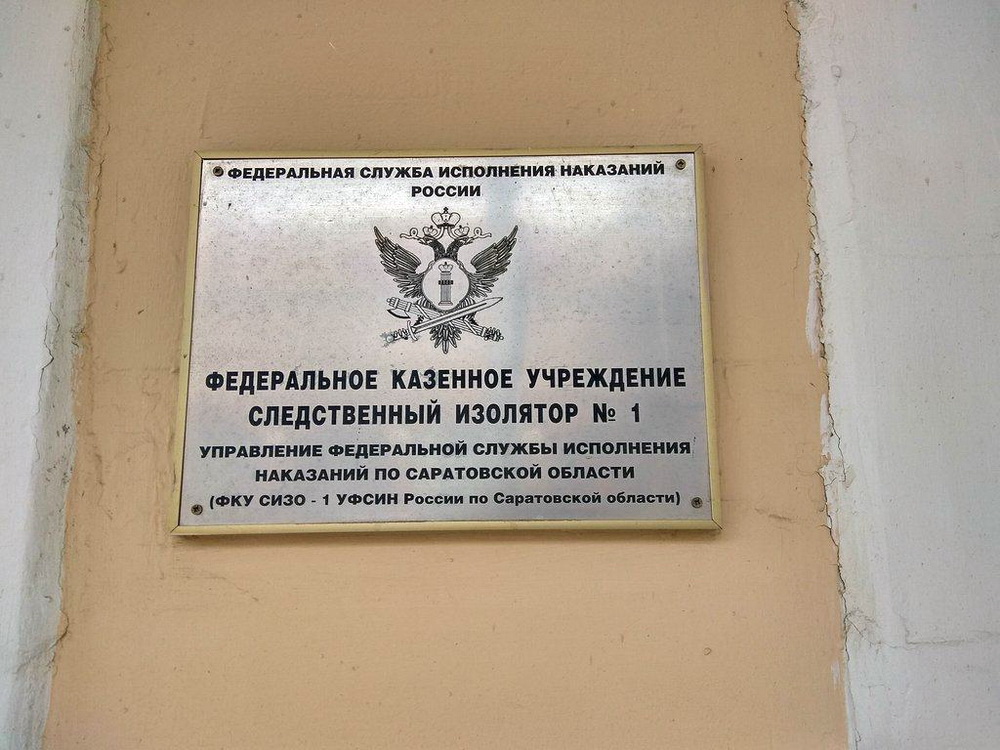 ФЕДЕРАЛЬНАЯ СЛУЖБА ИСПОЛНЕНИЯ НАКАЗАНИЙ
РОССИИ
ФЕДЕРАЛЬНОЕ КАЗЕННОЕ УЧРЕЖДЕНИЕ
СЛЕДСТВЕННЫЙ ИЗОЛЯТОР № 1
УПРАВЛЕНИЕ ФЕДЕРАЛЬНОЙ СЛУЖБЫ ИСПОЛНЕНИЯ
НАКАЗАНИЙ ПО САРАТОВСКОЙ ОБЛАСТИ
(ФКУ СИЗО - 1 УФСИН России по Саратовской области)